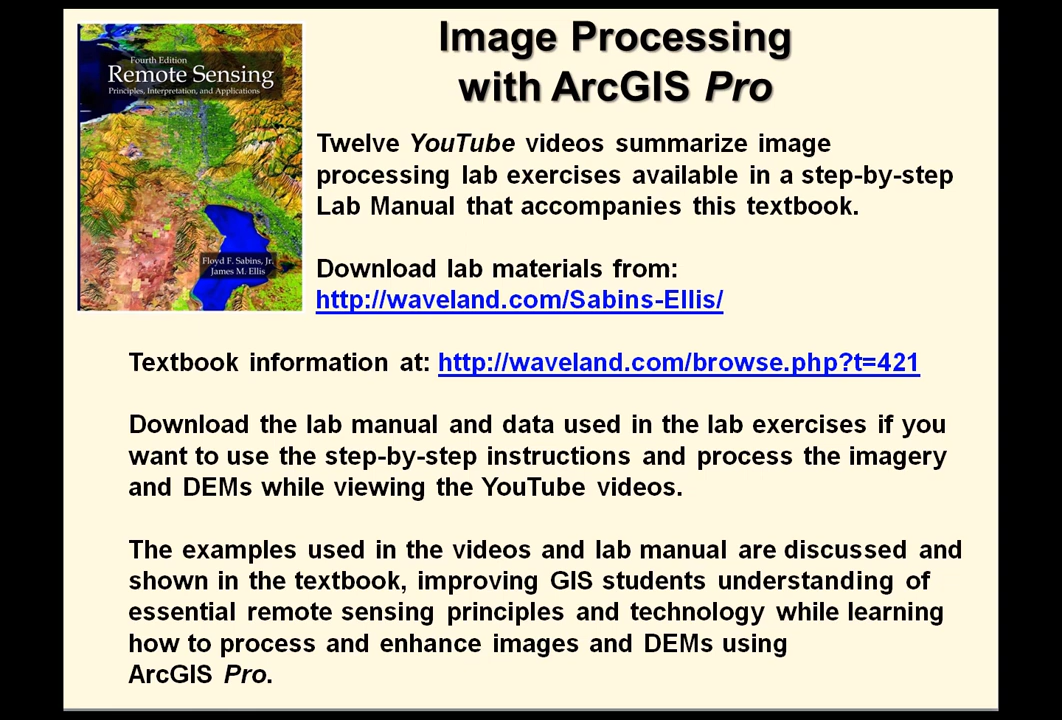 Image Processing
with ArcGIS Pro
Fourth Edition
Remote Sensing
Principles, Interpretation, and Applications
Floyd F. Sabins, Jr.
James M. Ellis
Twelve YouTube videos summarize image
processing lab exercises available in a step-by-step
Lab Manual that accompanies this textbook.
Download lab materials from:
http://waveland.com/Sabins-Ellis/
Textbook information at: http://waveland.com/browse.php?t=421
Download the lab manual and data used in the lab exercises if you
want to use the step-by-step instructions and process the imagery
and DEMs while viewing the YouTube videos.
The examples used in the videos and lab manual are discussed and
shown in the textbook, improving GIS students understanding of
essential remote sensing principles and technology while learning
how to process and enhance images and DEMs using
ArcGIS Pro.